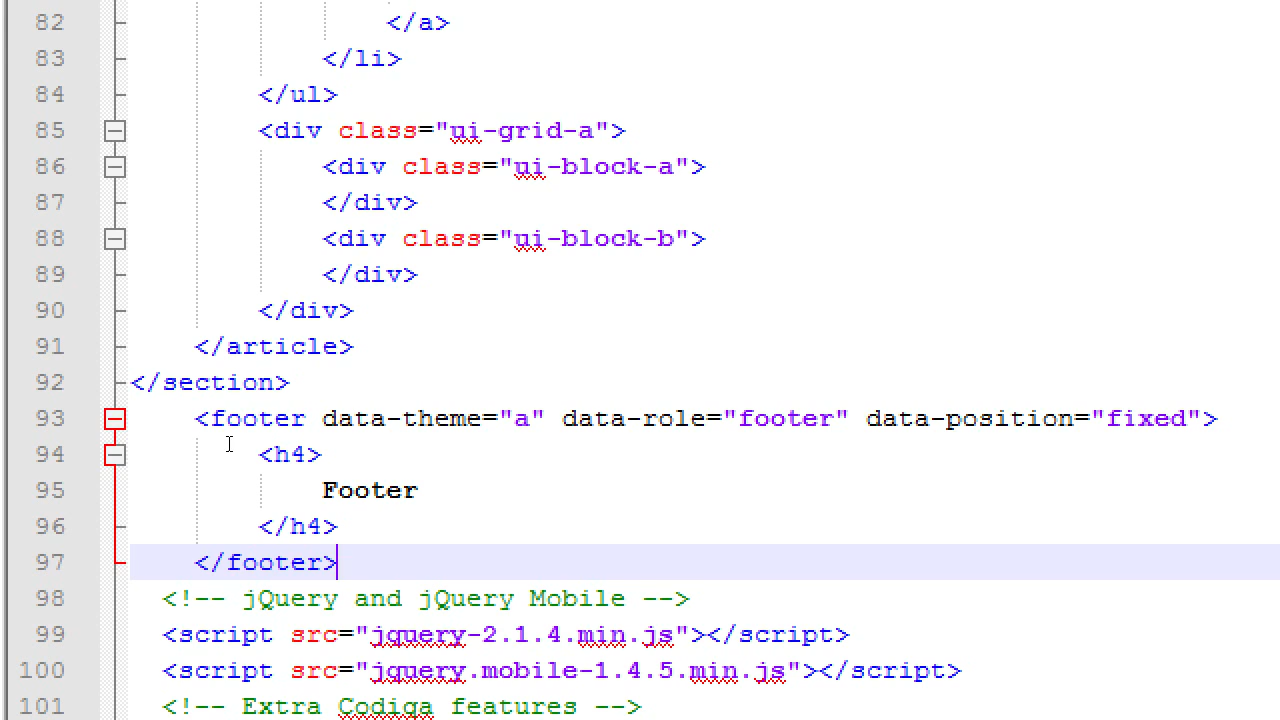 82 </a>
83 </li>
84 </ul>
85 <div class="ui-grid-a">
86 <div class="ui-block-a">
87 </div>
88 <div class="ui-block-b">
89 </div>
90 </div>
91 </article>
92 </section>
93 <footer data-theme="a" data-role="footer" data-position="fixed">
94 <h4>
95 Footer
96 </h4>
97 </footer>
98 <!-- jQuery and jQuery Mobile -->
99 <script src="jquery-2.1.4.min.js"></script>
100 <script src="jquery.mobile-1.4.5.min.js"></script>
101 <!-- Extra Codiqa features -->